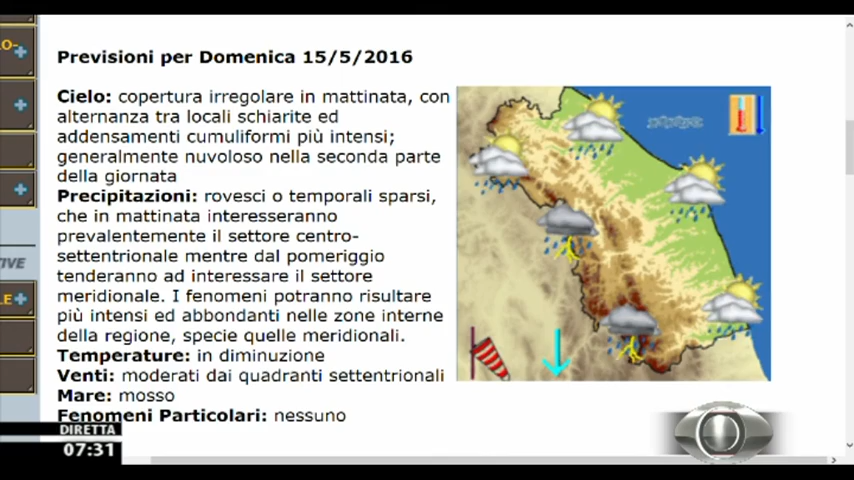 Previsioni per Domenica 15/5/2016
Cielo: copertura irregolare in mattinata, con
alternanza tra locali schiarite ed
addensamenti cumuliformi più intensi;
generalmente nuvoloso nella seconda parte
della giornata
Precipitazioni: rovesci o temporali sparsi,
che in mattinata interesseranno
prevalentemente il settore centro-
settentrionale mentre dal pomeriggio
tenderanno ad interessare il settore
meridionale. I fenomeni potranno risultare
più intensi ed abbondanti nelle zone interne
della regione, specie quelle meridionali.
Temperature: in diminuzione
Venti: moderati dai quadranti settentrionali
Mare: mosso
Fenomeni Particolari: nessuno
DIRETTA
07:31